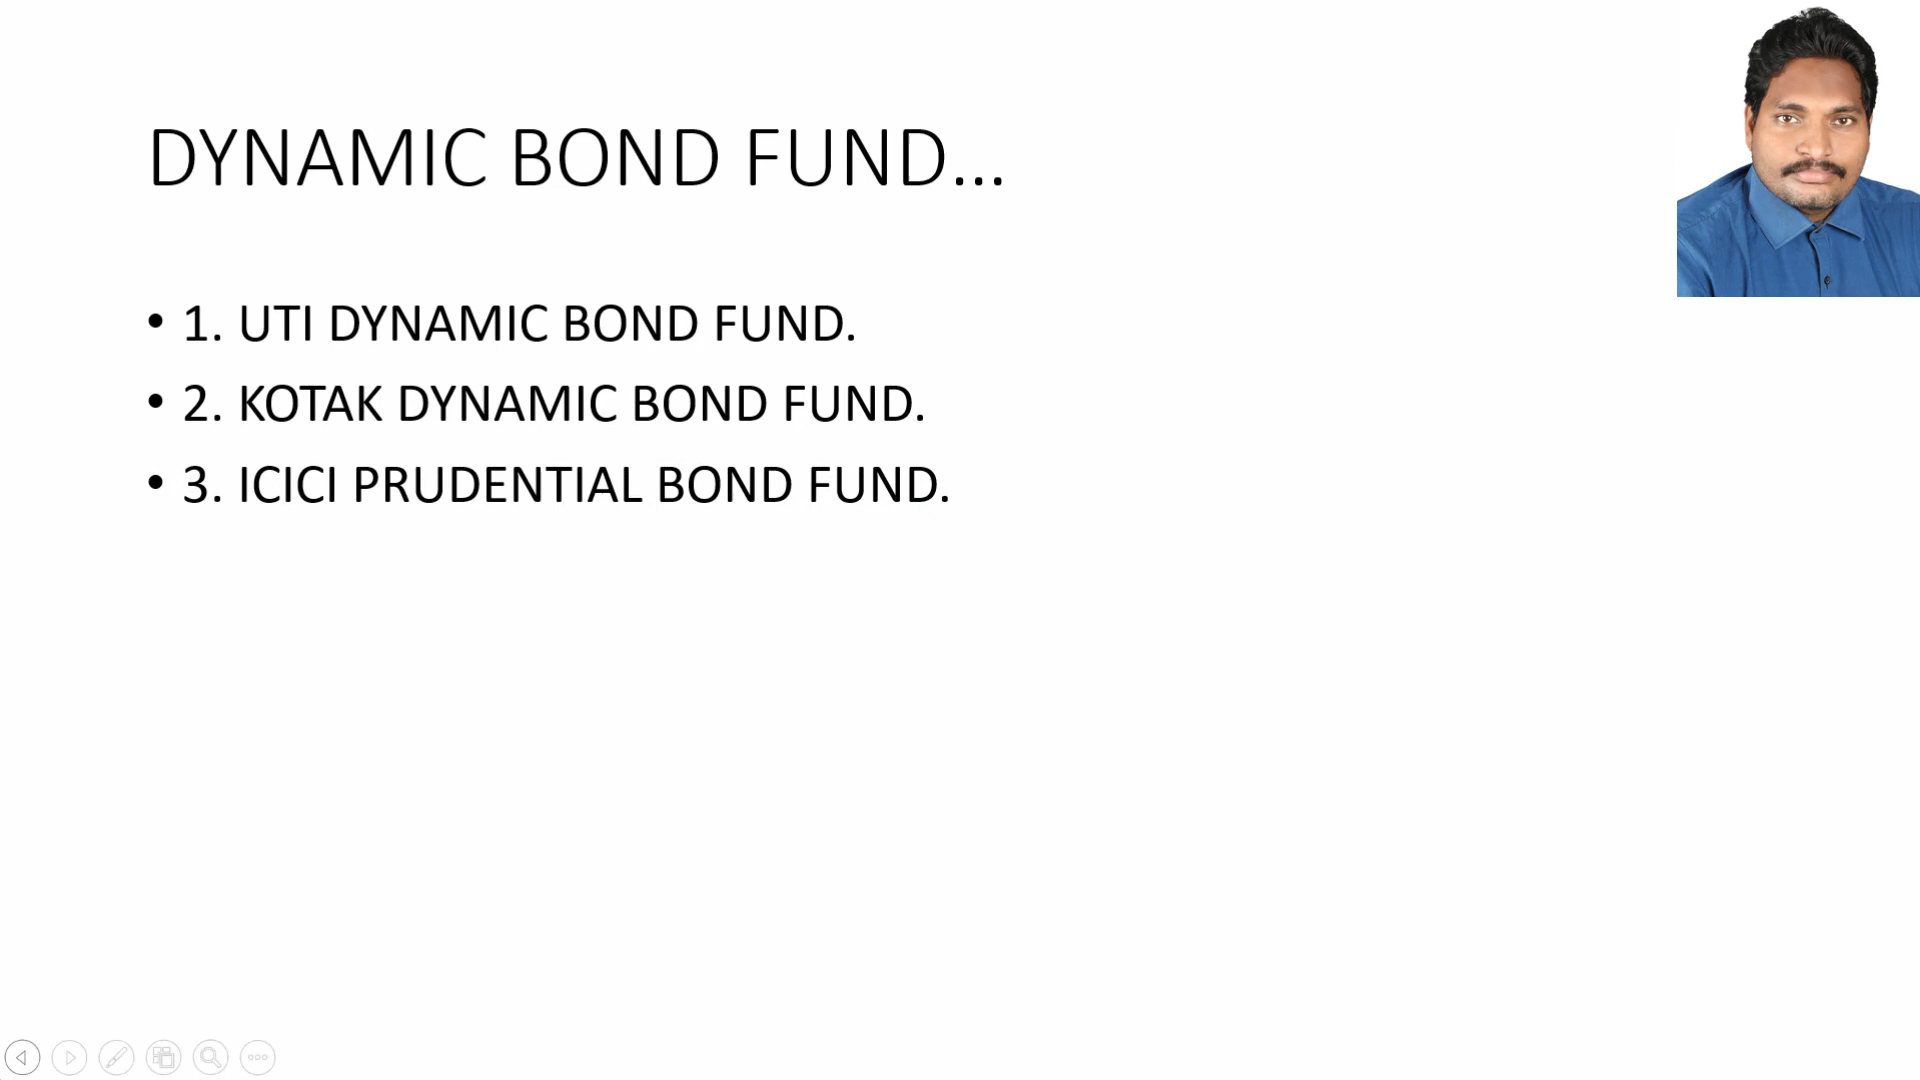 DYNAMIC BOND FUND...
• 1. UTI DYNAMIC BOND FUND.
• 2. KOTAK DYNAMIC BOND FUND.
• 3. ICICI PRUDENTIAL BOND FUND.